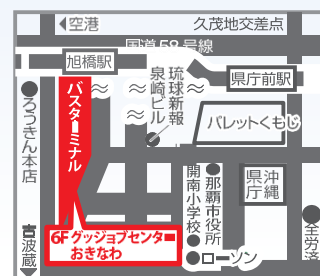 空港
久茂地交差点
国道58号線
旭橋駅
県庁前駅
琉球新報
泉崎ビル
バスターミナル
パレットくもじ
ろうきん本店
沖縄
県庁
那覇市役所
開南小学校
ローソン
6F グッジョブセンター
おきなわ
全労済
宮波蔵